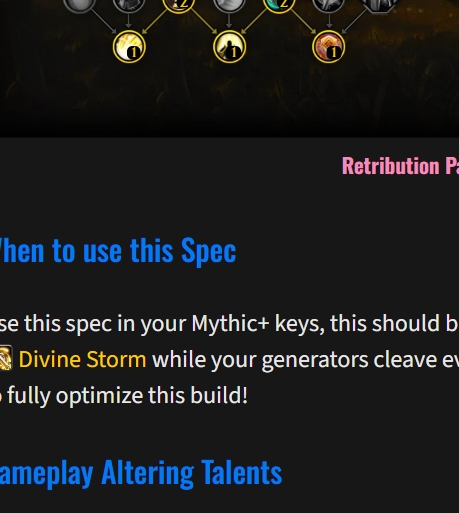 2 2
1 1 1
Retribution Pa
hen to use this Spec
se this spec in your Mythic+ keys, this should b
Divine Storm while your generators cleave ev
o fully optimize this build!
ameplay Altering Talents